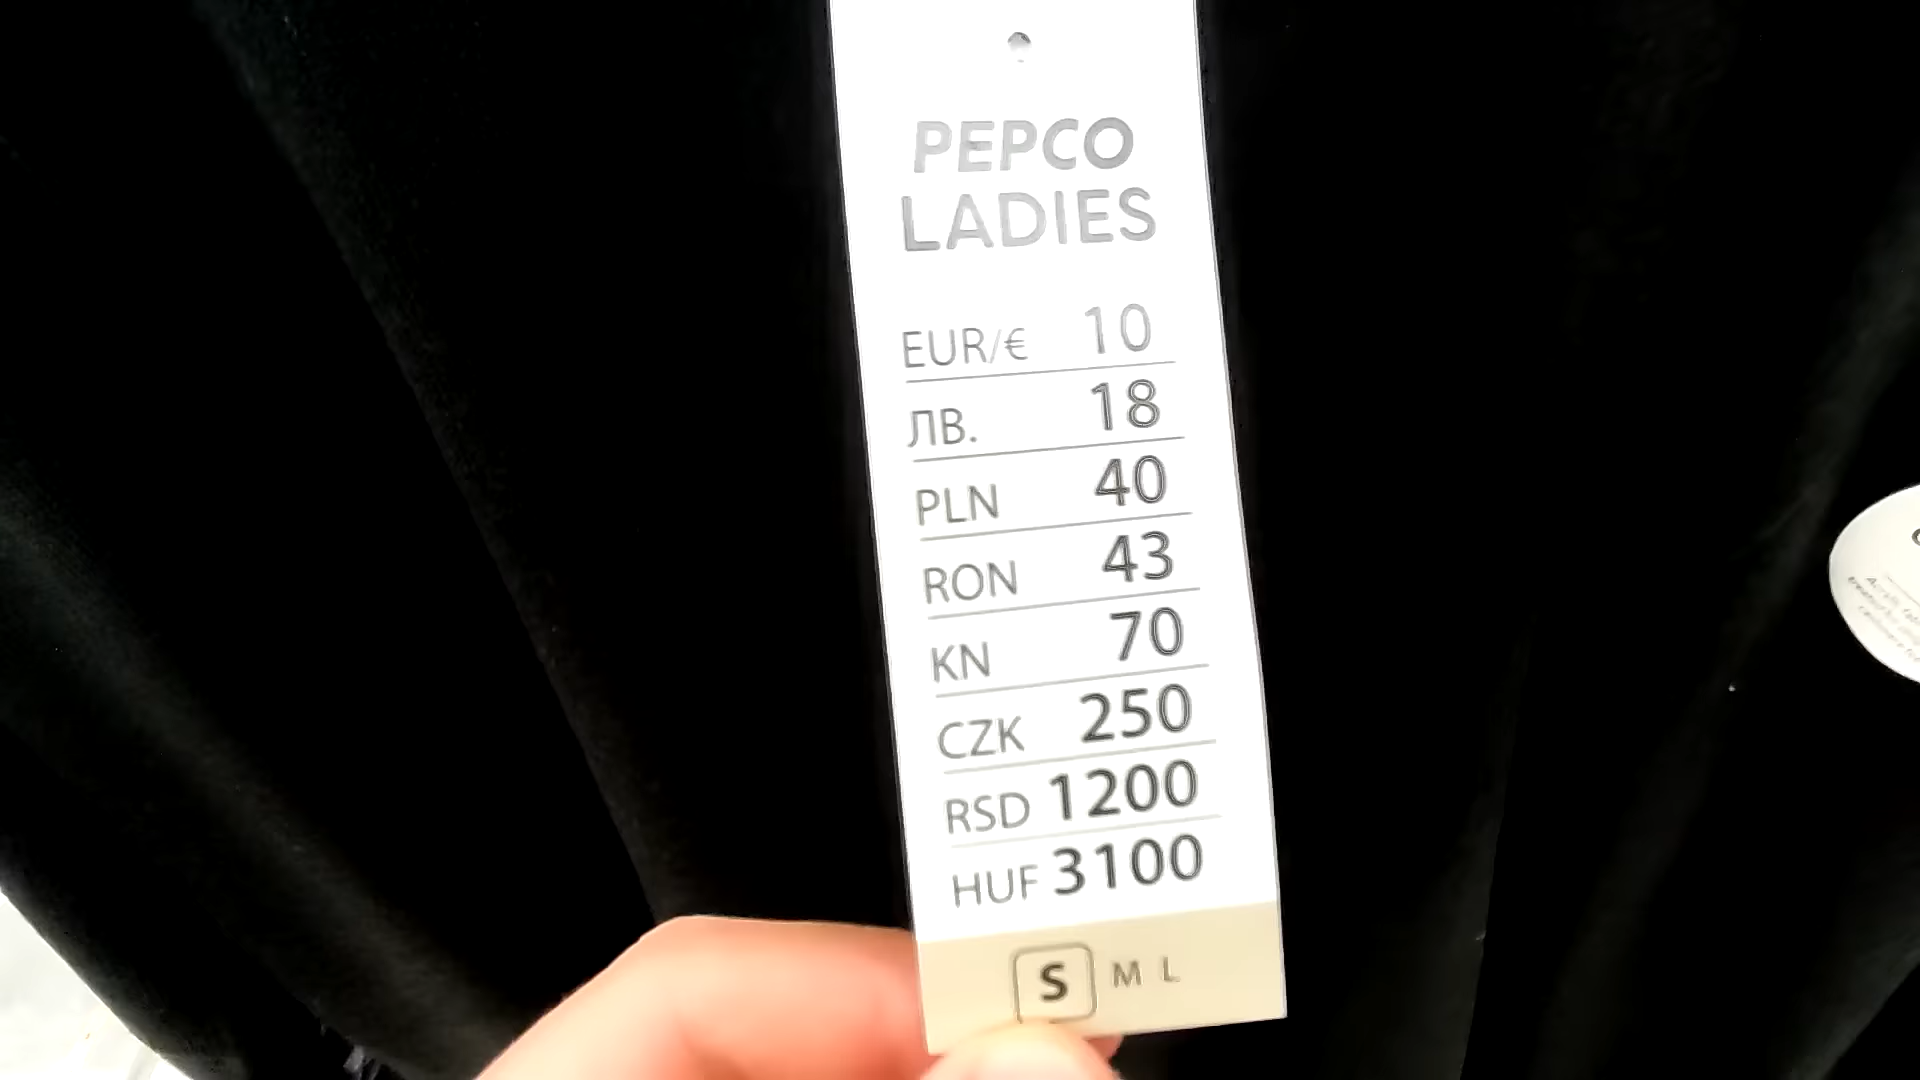 PEPCO
LADIES
EUR/€ 10
ЛВ. 18
PLN 40
RON 43
KN 70
CZK 250
RSD 1200
HUF 3100
S M L